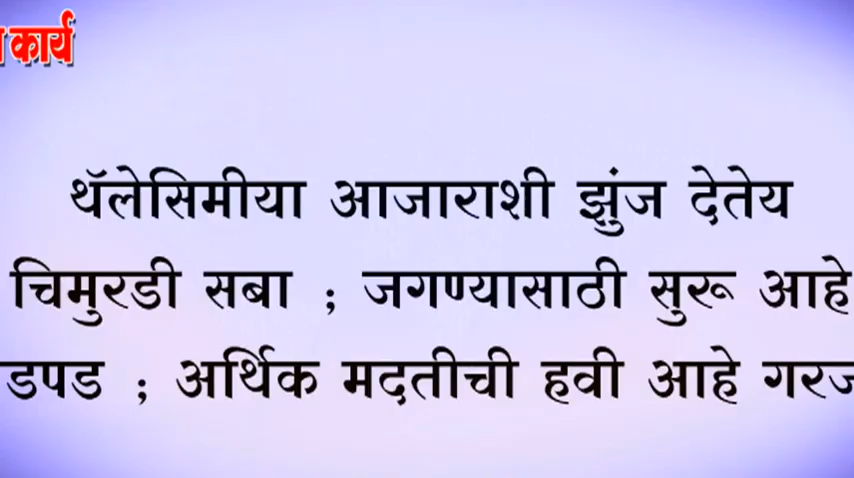 कार्य
थॅलेसिमीया आजाराशी झुंज देतेय
चिमुरडी सबा ; जगण्यासाठी सुरू आहे
डपड ; अर्थिक मदतीची हवी आहे गरज